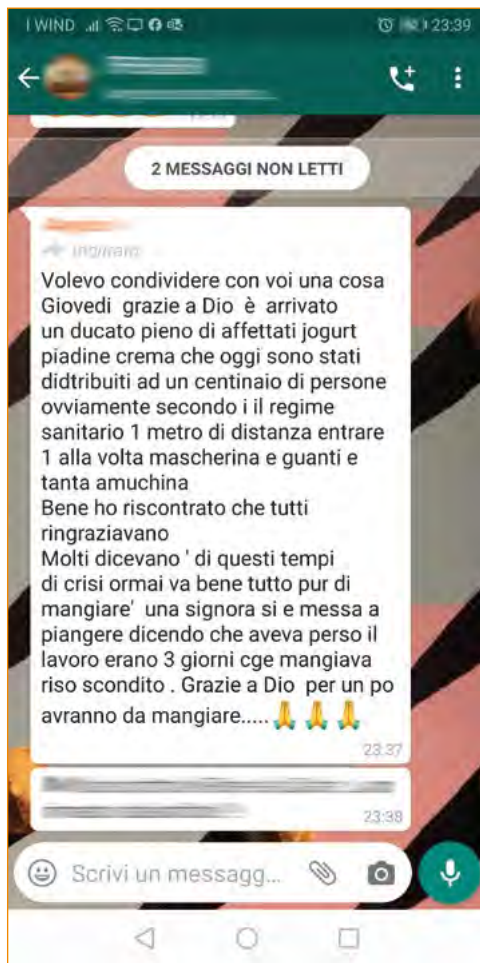 I WIND 23:39
2 MESSAGGI NON LETTI
Inoltrato
Volevo condividere con voi una cosa
Giovedi grazie a Dio è arrivato
un ducato pieno di affettati jogurt
piadine crema che oggi sono stati
didtribuiti ad un centinaio di persone
ovviamente secondo i il regime
sanitario 1 metro di distanza entrare
1 alla volta mascherina e guanti e
tanta amuchina
Bene ho riscontrato che tutti
ringraziavano
Molti dicevano ' di questi tempi
di crisi ormai va bene tutto pur di
mangiare' una signora si e messa a
piangere dicendo che aveva perso il
lavoro erano 3 giorni cge mangiava
riso scondito . Grazie a Dio per un po
avranno da mangiare..... 🙏 🙏 🙏
23:37
23:38
Scrivi un messagg...